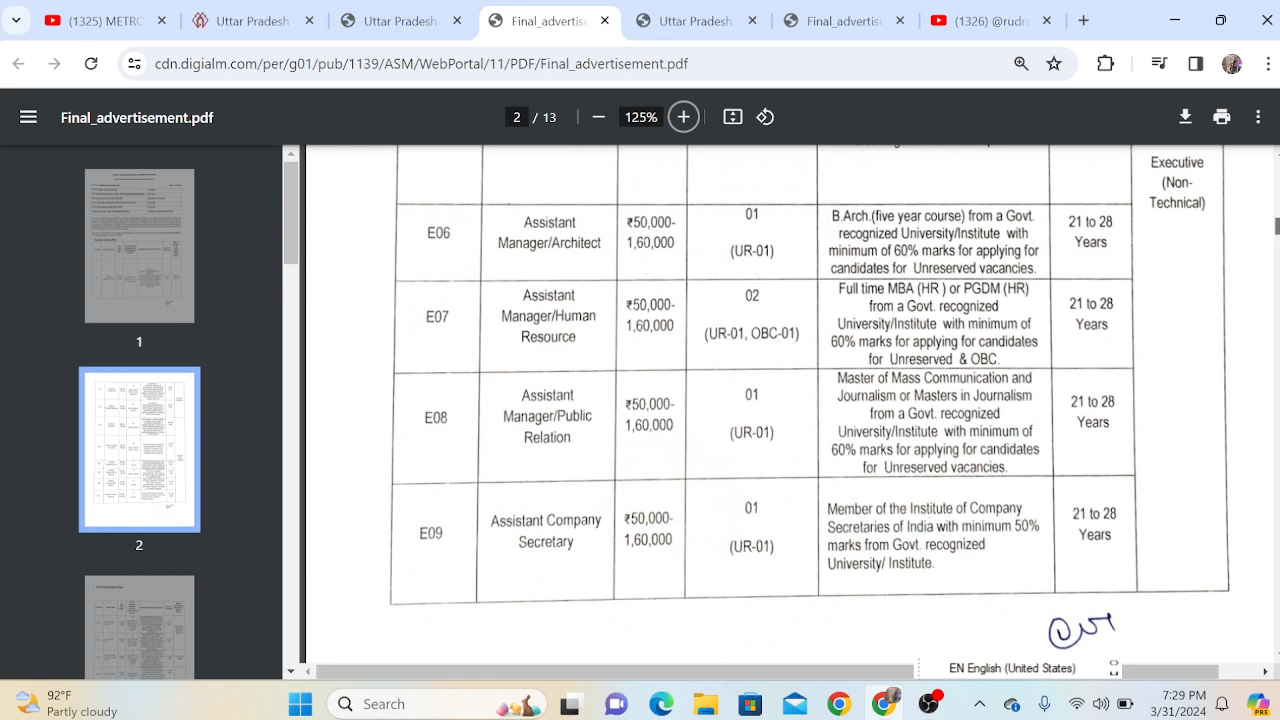 (1325) METRO
Uttar Pradesh
Uttar Pradesh
Final_advertise
Uttar Pradesh
Final_advertise
(1326) @rudra
cdn.digialm.com/per/g01/pub/1139/ASM/WebPortal/11/PDF/Final_advertisement.pdf
Final_advertisement.pdf
2 / 13
125%
1
2
Executive
(Non-
Technical)
E06
Assistant
Manager/Architect
₹50,000-
1,60,000
01
(UR-01)
B.Arch.(five year course) from a Govt.
recognized University/Institute with
minimum of 60% marks for applying for
candidates for Unreserved vacancies.
21 to 28
Years
E07
Assistant
Manager/Human
Resource
₹50,000-
1,60,000
02
(UR-01, OBC-01)
Full time MBA (HR ) or PGDM (HR)
from a Govt. recognized
University/Institute with minimum of
60% marks for applying for candidates
for Unreserved & OBC.
21 to 28
Years
E08
Assistant
Manager/Public
Relation
₹50,000-
1,60,000
01
(UR-01)
Master of Mass Communication and
Journalism or Masters in Journalism
from a Govt. recognized
University/Institute with minimum of
60% marks for applying for candidates
for Unreserved vacancies.
21 to 28
Years
E09
Assistant Company
Secretary
₹50,000-
1,60,000
01
(UR-01)
Member of the Institute of Company
Secretaries of India with minimum 50%
marks from Govt. recognized
University/ Institute.
21 to 28
Years
EN English (United States)
92°F
Partly cloudy
Search
7:29 PM
3/31/2024
PRE